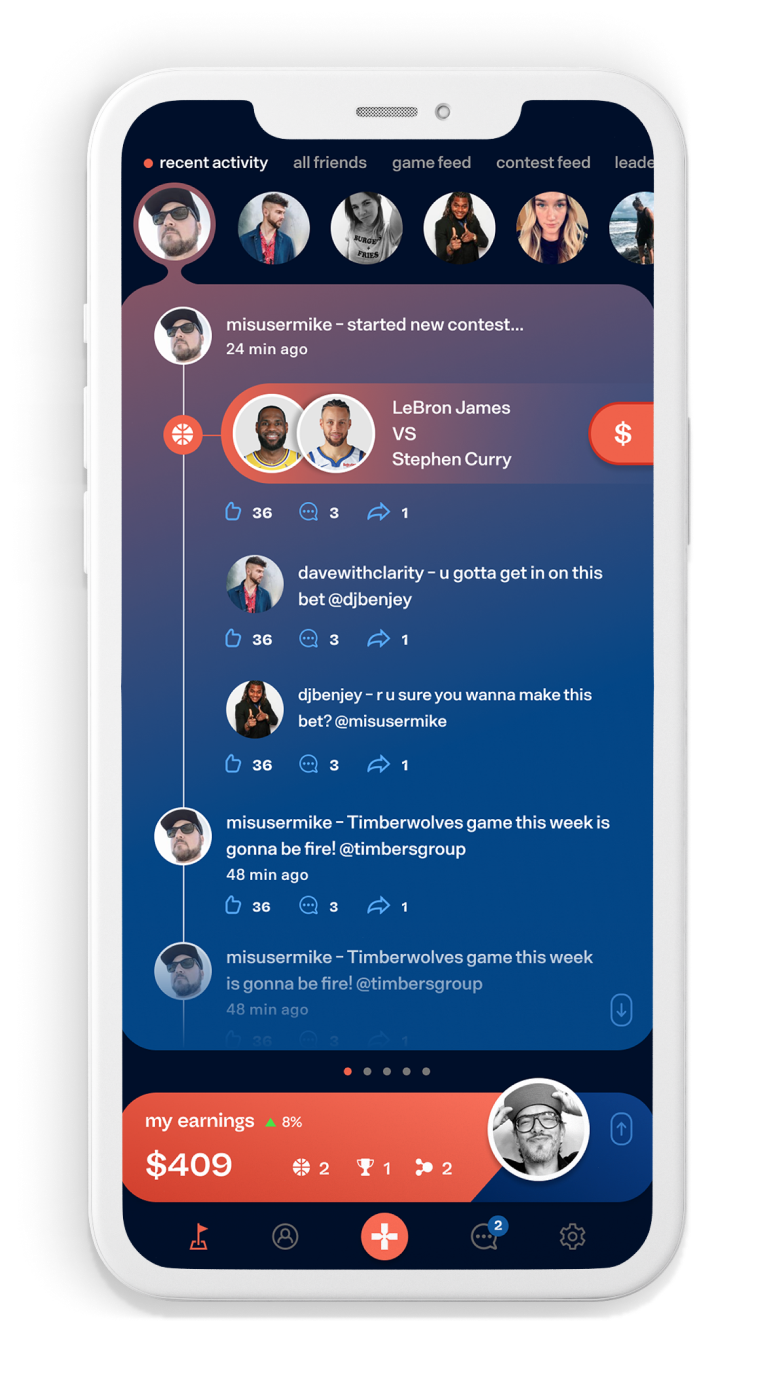 recent activity all friends game feed contest feed leade
BURGE
+
FRIES
misusermike – started new contest...
24 min ago
LeBron James
VS
Stephen Curry
$
36 3 1
davewithclarity – u gotta get in on this
bet @djbenjey
36 3 1
djbenjey – r u sure you wanna make this
bet? @misusermike
36 3 1
misusermike – Timberwolves game this week is
gonna be fire! @timbersgroup
48 min ago
36 3 1
misusermike – Timberwolves game this week
is gonna be fire! @timbersgroup
48 min ago
36 3 1
my earnings 8%
$409 2 1 2
2